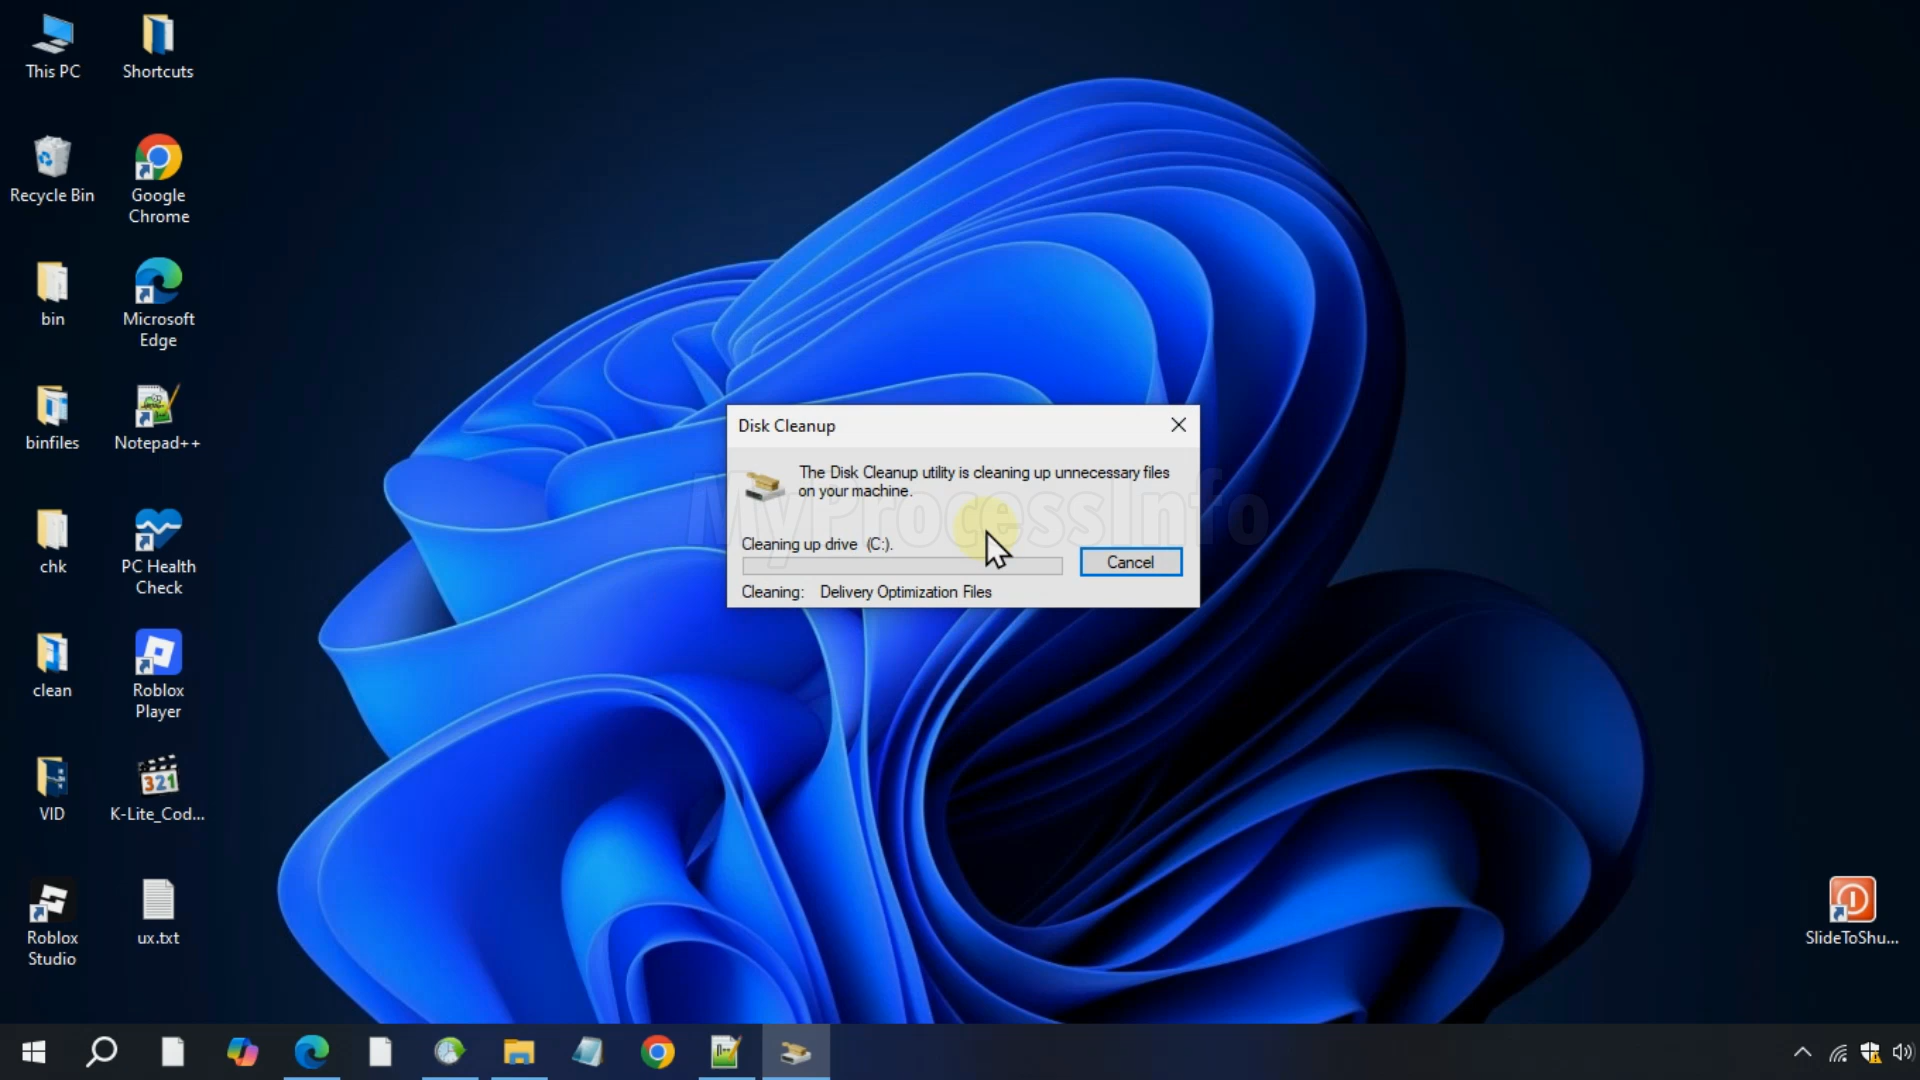 This PC
Shortcuts
Recycle Bin
Google
Chrome
bin
Microsoft
Edge
binfiles
Notepad++
chk
PC Health
Check
clean
Roblox
Player
VID
K-Lite_Cod...
321
Roblox
Studio
ux.txt
SlideToShu...
Disk Cleanup
The Disk Cleanup utility is cleaning up unnecessary files
on your machine.
MyProcessInfo
Cleaning up drive (C:).
Cancel
Cleaning: Delivery Optimization Files